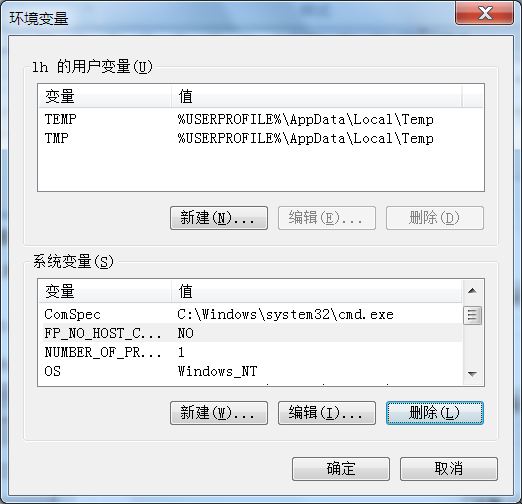 环境变量
lh 的用户变量(U)
变量 值
TEMP %USERPROFILE%\AppData\Local\Temp
TMP %USERPROFILE%\AppData\Local\Temp
新建(N)... 编辑(E)... 删除(D)
系统变量(S)
变量 值
ComSpec C:\Windows\system32\cmd.exe
FP_NO_HOST_C... NO
NUMBER_OF_PR... 1
OS Windows_NT
新建(W)... 编辑(I)... 删除(L)
确定 取消